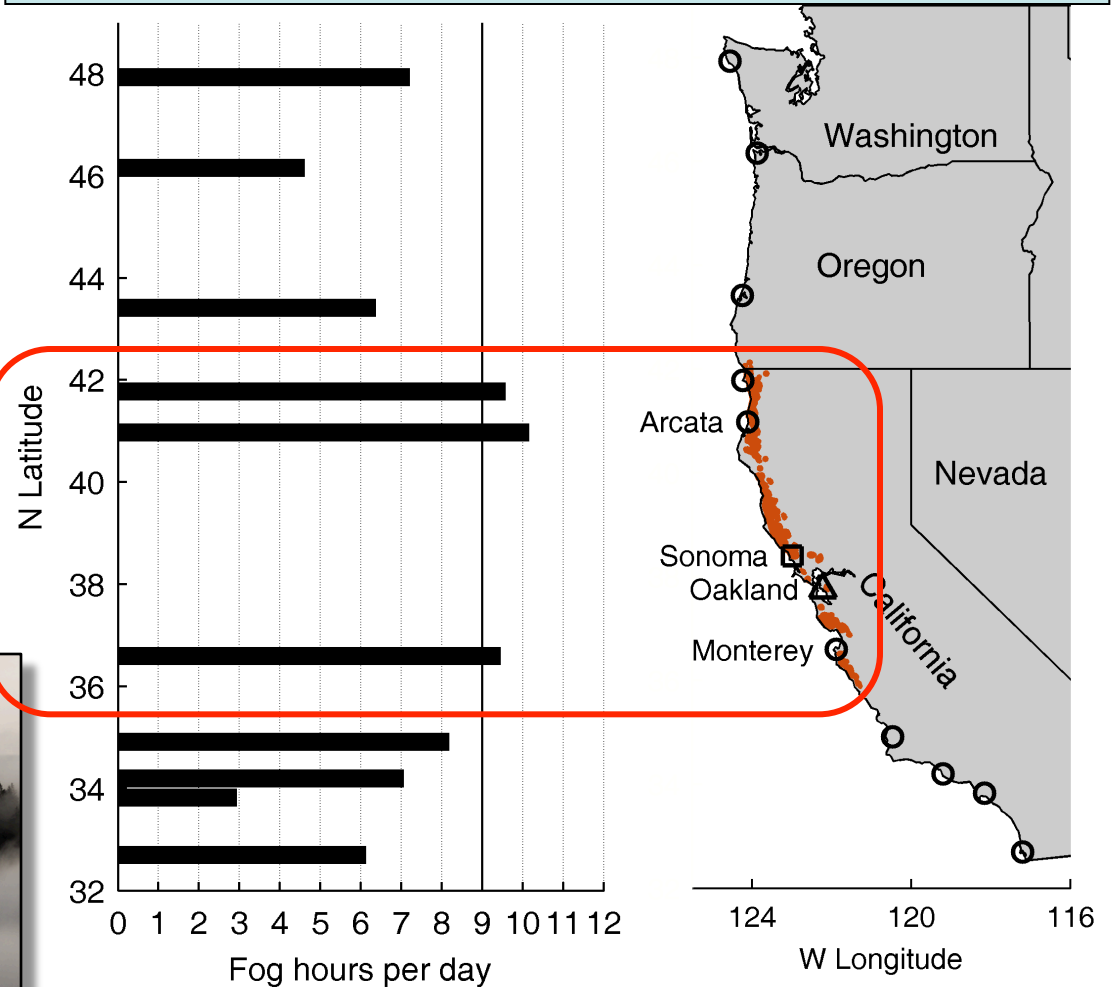 48
46
44
42
40
38
36
34
32
N Latitude
0 1 2 3 4 5 6 7 8 9 10 11 12
Fog hours per day
Washington
Oregon
Arcata
Nevada
Sonoma
Oakland
California
Monterey
124 120 116
W Longitude